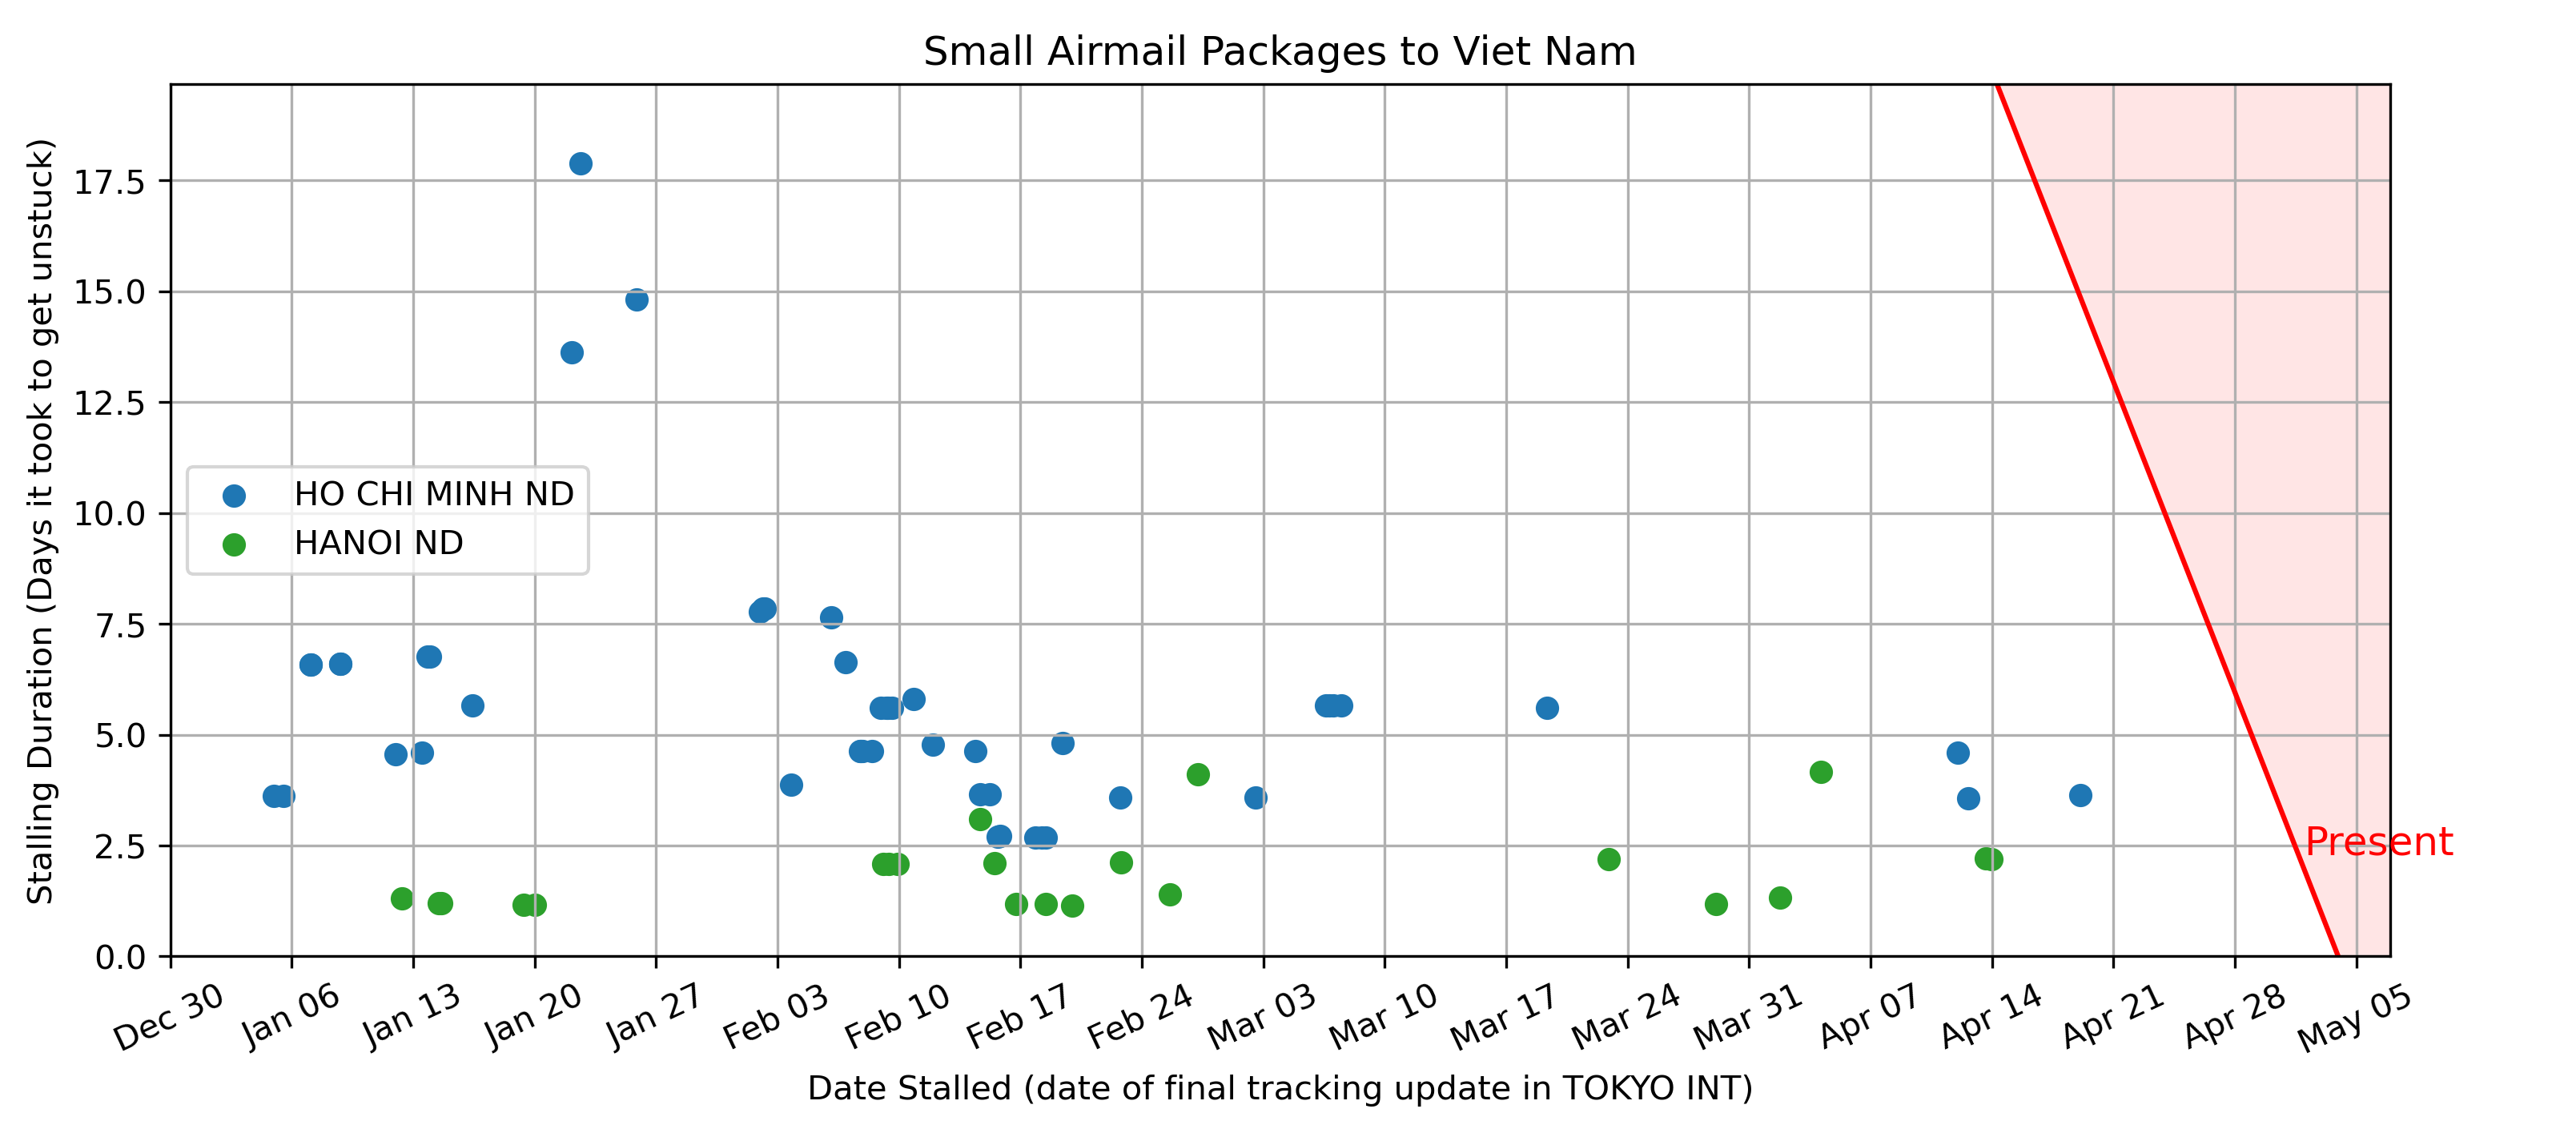 Small Airmail Packages to Viet Nam
Stalling Duration (Days it took to get unstuck)
17.5
15.0
12.5
10.0
7.5
5.0
2.5
0.0
HO CHI MINH ND
HANOI ND
Present
Dec 30
Jan 06
Jan 13
Jan 20
Jan 27
Feb 03
Feb 10
Feb 17
Feb 24
Mar 03
Mar 10
Mar 17
Mar 24
Mar 31
Apr 07
Apr 14
Apr 21
Apr 28
May 05
Date Stalled (date of final tracking update in TOKYO INT)